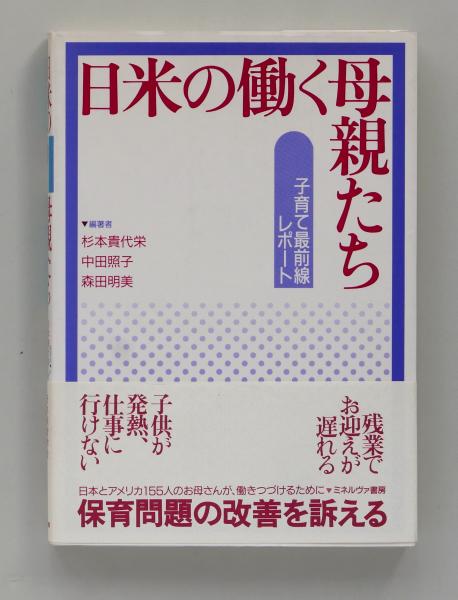 日米の働く母親たち
子育て最前線
レポート
▼編著者
杉本貴代栄
中田照子
森田明美
残業で
お迎えが
遅れる
子供が
発熱、
仕事に
行けない
日本とアメリカ155人のお母さんが、働きつづけるために▼ミネルヴァ書房
保育問題の改善を訴える